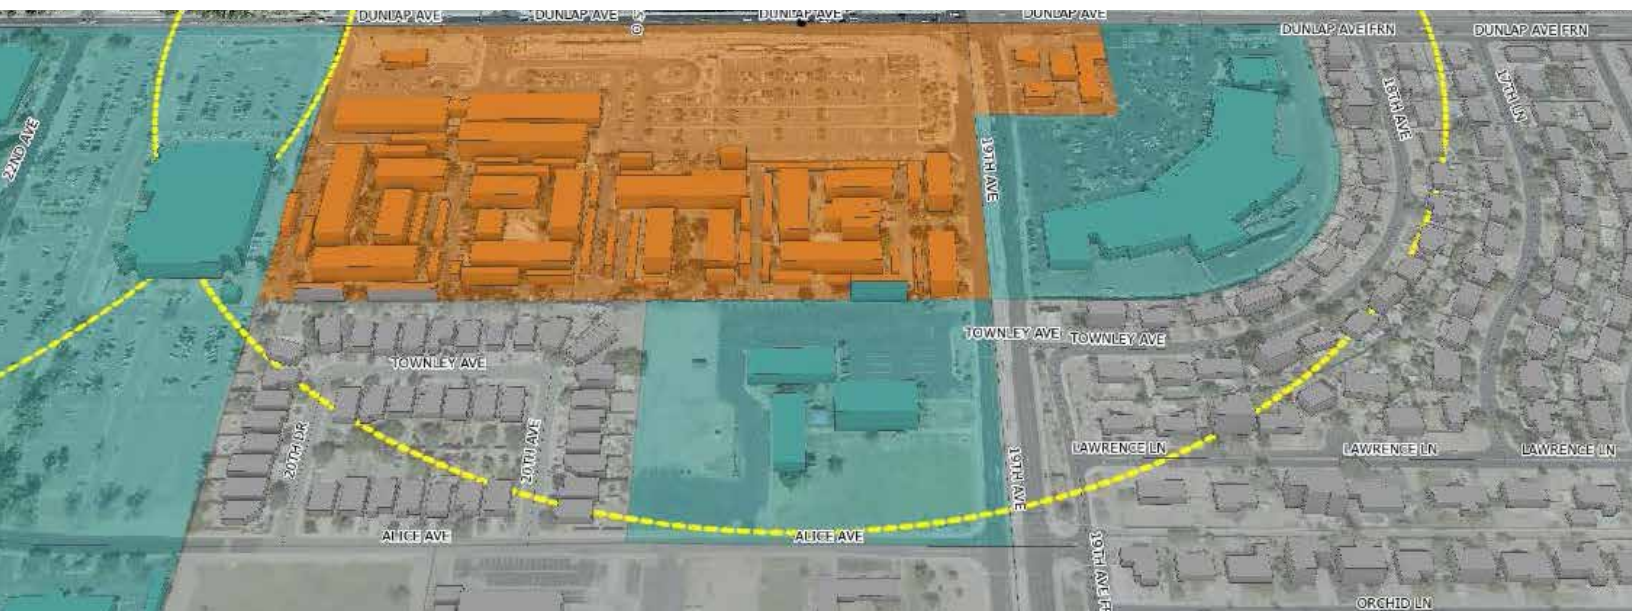 DUNLAP AVE
DUNLAP AVE
DUNLAP AVE
DUNLAP AVE
DUNLAP AVE FRN
DUNLAP AVE FRN
22ND AVE
19TH AVE
18TH AVE
17TH LN
TOWNLEY AVE
TOWNLEY AVE
TOWNLEY AVE
20TH DR
20TH AVE
19TH AVE
LAWRENCE LN
LAWRENCE LN
LAWRENCE LN
ALICE AVE
ALICE AVE
19TH AVE F
ORCHID LN